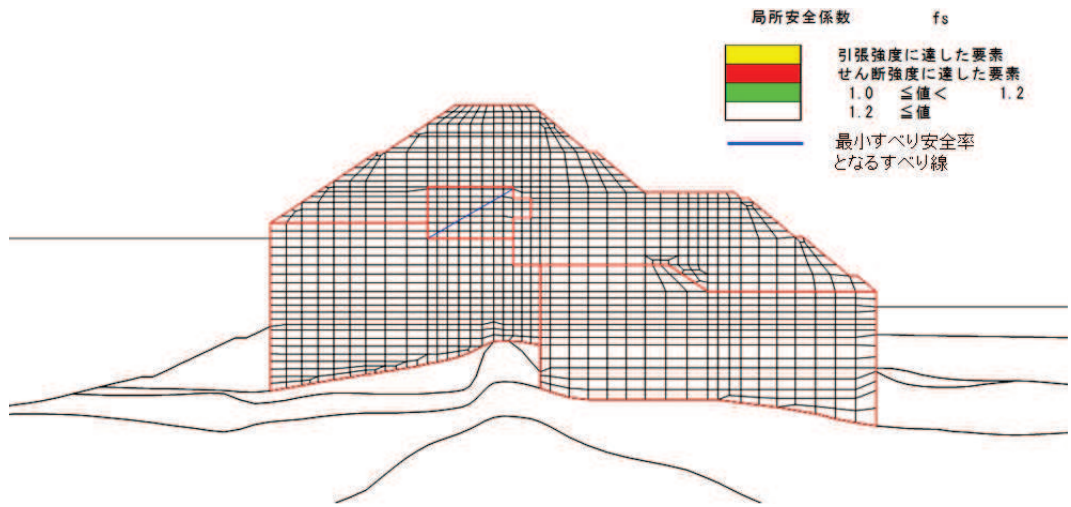 局所安全係数 fs
引張強度に達した要素
せん断強度に達した要素
1.0 ≦値< 1.2
1.2 ≦値
最小すべり安全率
となるすべり線